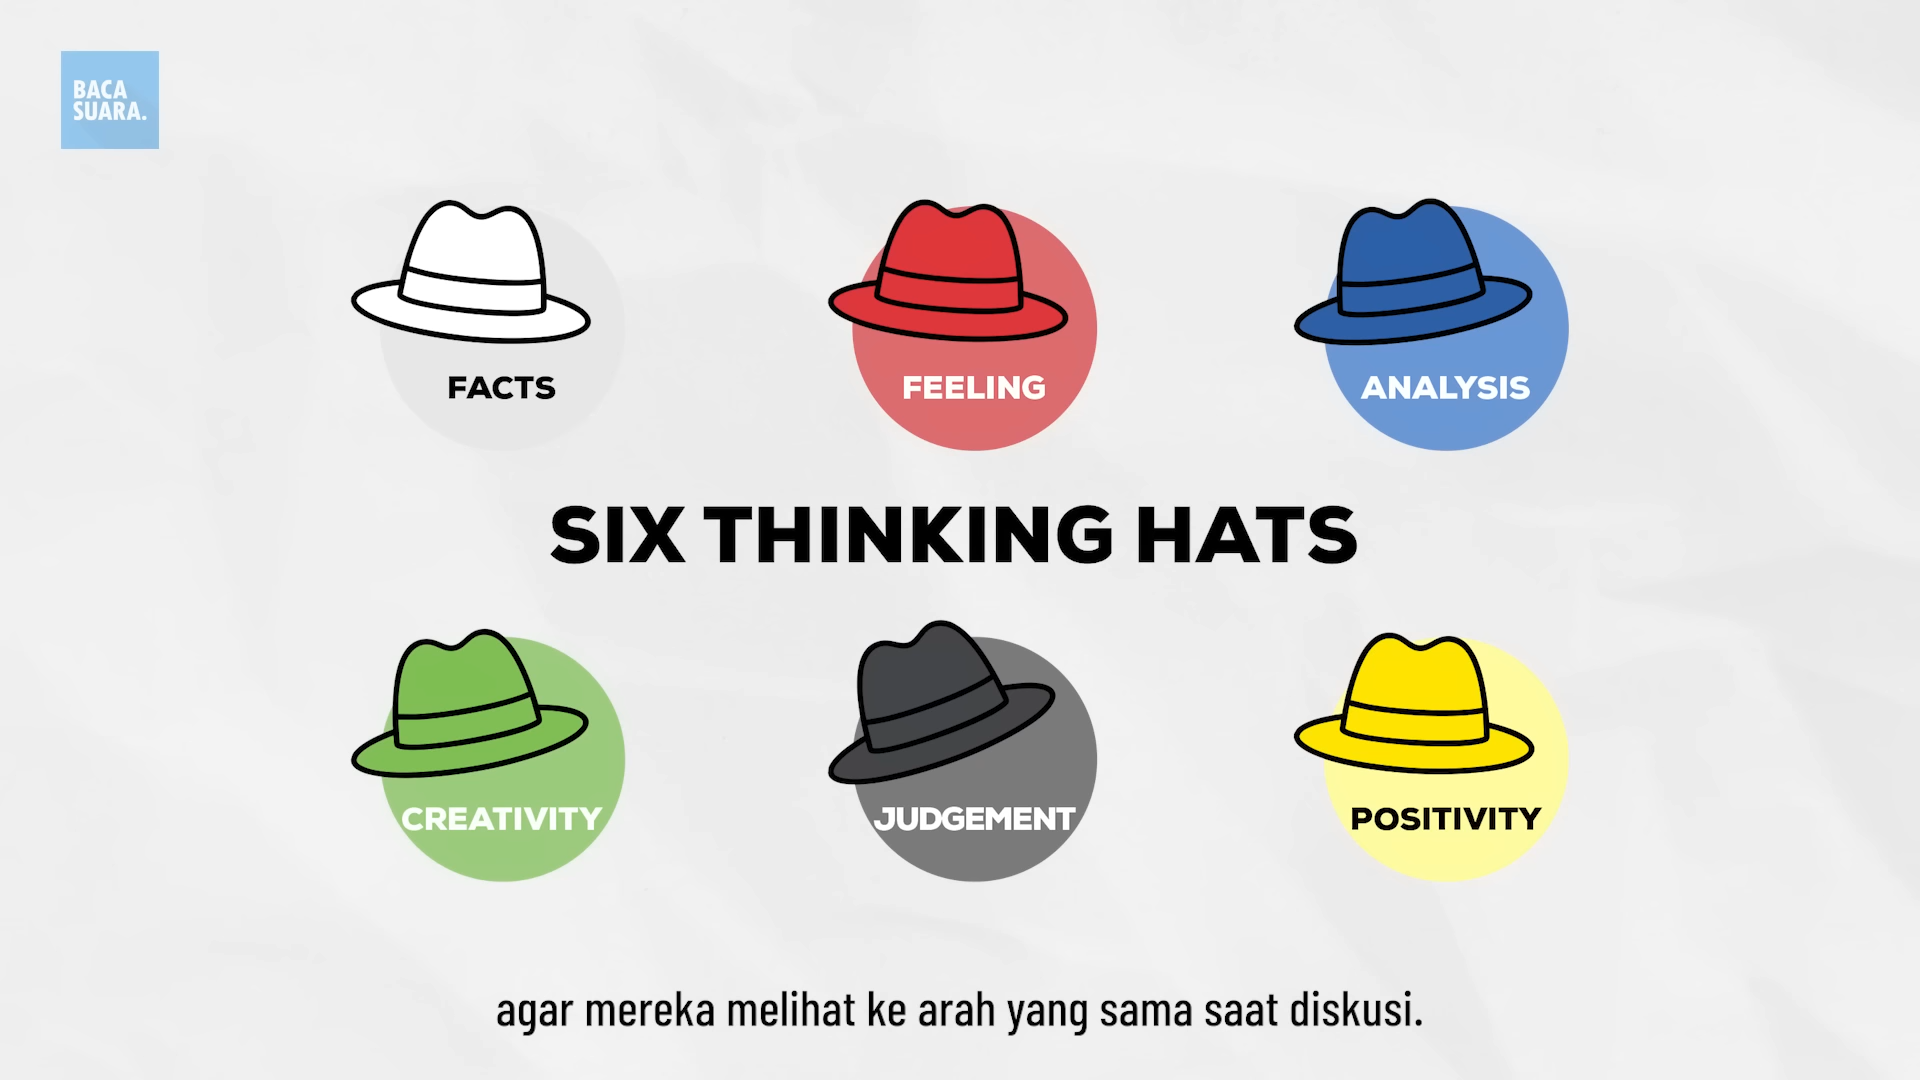 BACA
SUARA.
FACTS
FEELING
ANALYSIS
SIX THINKING HATS
CREATIVITY
JUDGEMENT
POSITIVITY
agar mereka melihat ke arah yang sama saat diskusi.